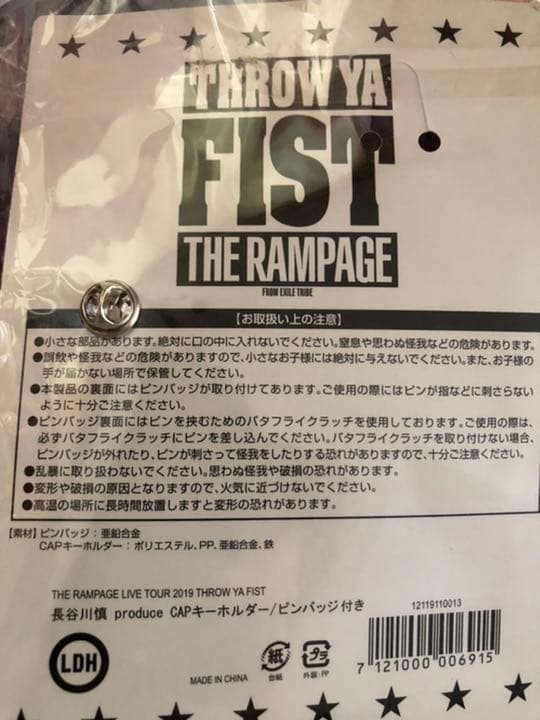 THROW YA
FIST
THE RAMPAGE
FROM EXILE TRIBE
【お取扱い上の注意】
●小さな部品があります。絶対に口の中に入れないでください。窒息や思わぬ怪我などの危険があります。
●誤飲や怪我などの危険がありますので、小さなお子様には絶対に与えないでください。また、お子様の
手が届かない場所で保管してください。
●本製品の裏面にはピンバッジが取り付けてあります。ご使用の際にはピンが指などに刺さらない
ように十分ご注意ください。
●ピンバッジ裏面にはピンを挟むためのバタフライクラッチを使用しております。ご使用の際は、
必ずバタフライクラッチにピンを差し込んでください。バタフライクラッチを取り付けない場合、
ピンバッジが外れたり、ピンが刺さって怪我をしたりする恐れがありますので、十分ご注意ください。
●乱暴に取り扱わないでください。思わぬ怪我や破損の恐れがあります。
●変形や破損の原因となりますので、火気に近づけないでください。
●高温の場所に長時間放置しますと変形の恐れがあります。
【素材】ピンバッジ：亜鉛合金
CAPキーホルダー：ポリエステル、PP、亜鉛合金、鉄
THE RAMPAGE LIVE TOUR 2019 THROW YA FIST
長谷川慎 produce CAPキーホルダー/ピンバッジ付き
12119110013
LDH
MADE IN CHINA
紙
台紙
プラ
外装：PP
7 121000 006915